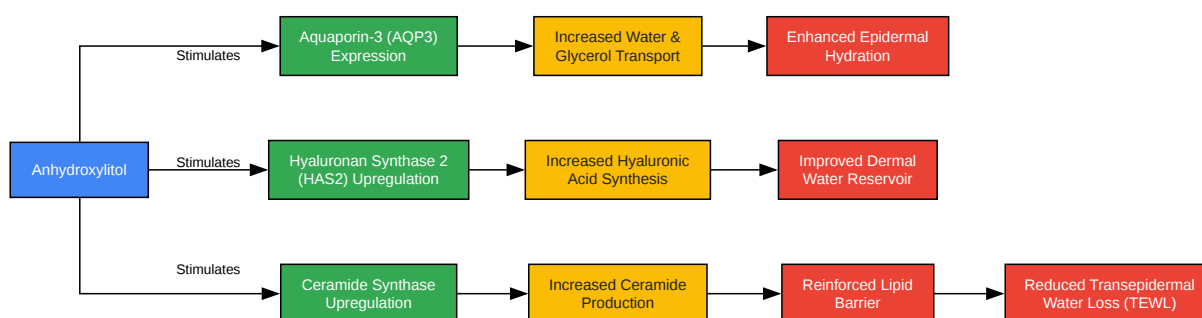 Stimulates
Aquaporin-3 (AQP3)
Expression
Increased Water &
Glycerol Transport
Enhanced Epidermal
Hydration
Anhydroxylitol
Stimulates
Hyaluronan Synthase 2
(HAS2) Upregulation
Increased Hyaluronic
Acid Synthesis
Improved Dermal
Water Reservoir
Stimulates
Ceramide Synthase
Upregulation
Increased Ceramide
Production
Reinforced Lipid
Barrier
Reduced Transepidermal
Water Loss (TEWL)